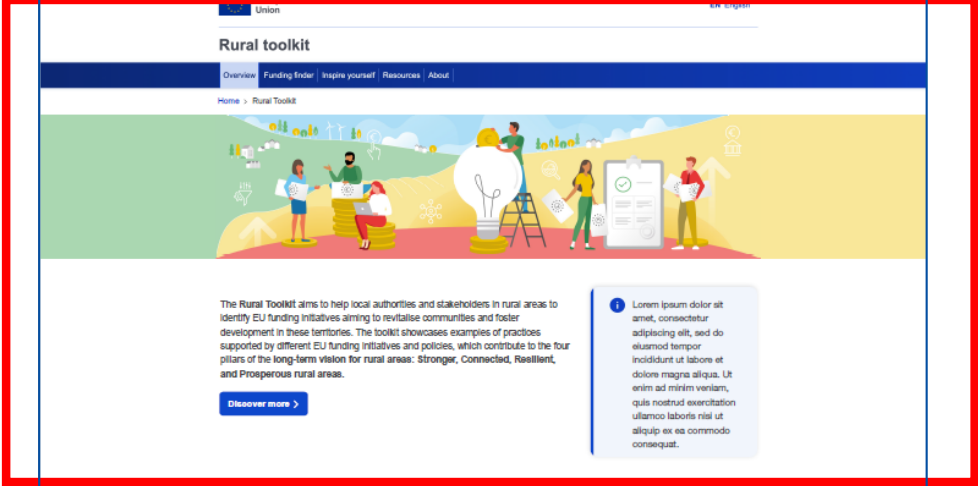 Union
EN English
Rural toolkit
Overview Funding finder Inspire yourself Resources About
Home > Rural Toolkit
The Rural Toolkit aims to help local authorities and stakeholders in rural areas to
identify EU funding initiatives aiming to revitalise communities and foster
development in these territories. The toolkit showcases examples of practices
supported by different EU funding initiatives and policies, which contribute to the four
pillars of the long-term vision for rural areas: Stronger, Connected, Resilient,
and Prosperous rural areas.
Discover more >
Lorem ipsum dolor sit
amet, consectetur
adipiscing elit, sed do
eiusmod tempor
incididunt ut labore et
dolore magna aliqua. Ut
enim ad minim veniam,
quis nostrud exercitation
ullamco laboris nisi ut
aliquip ex ea commodo
consequat.